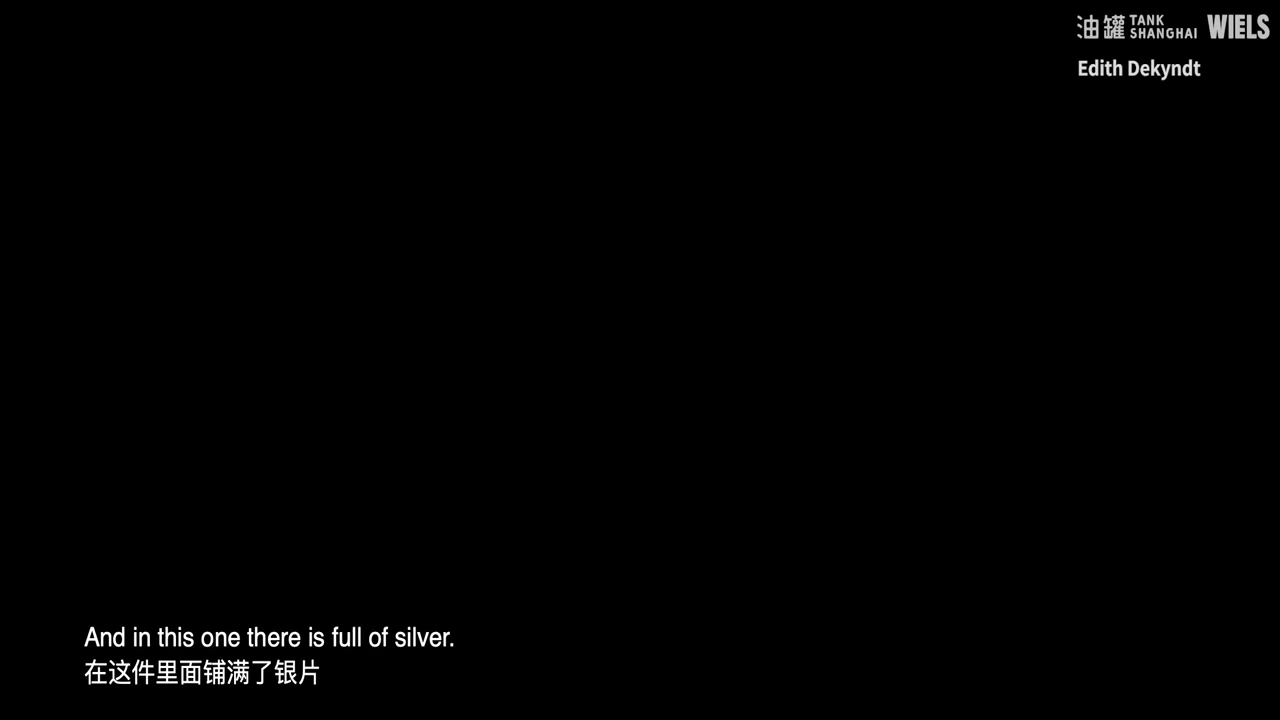 油罐 TANK SHANGHAI WIELS
Edith Dekyndt
And in this one there is full of silver.
在这件里面铺满了银片